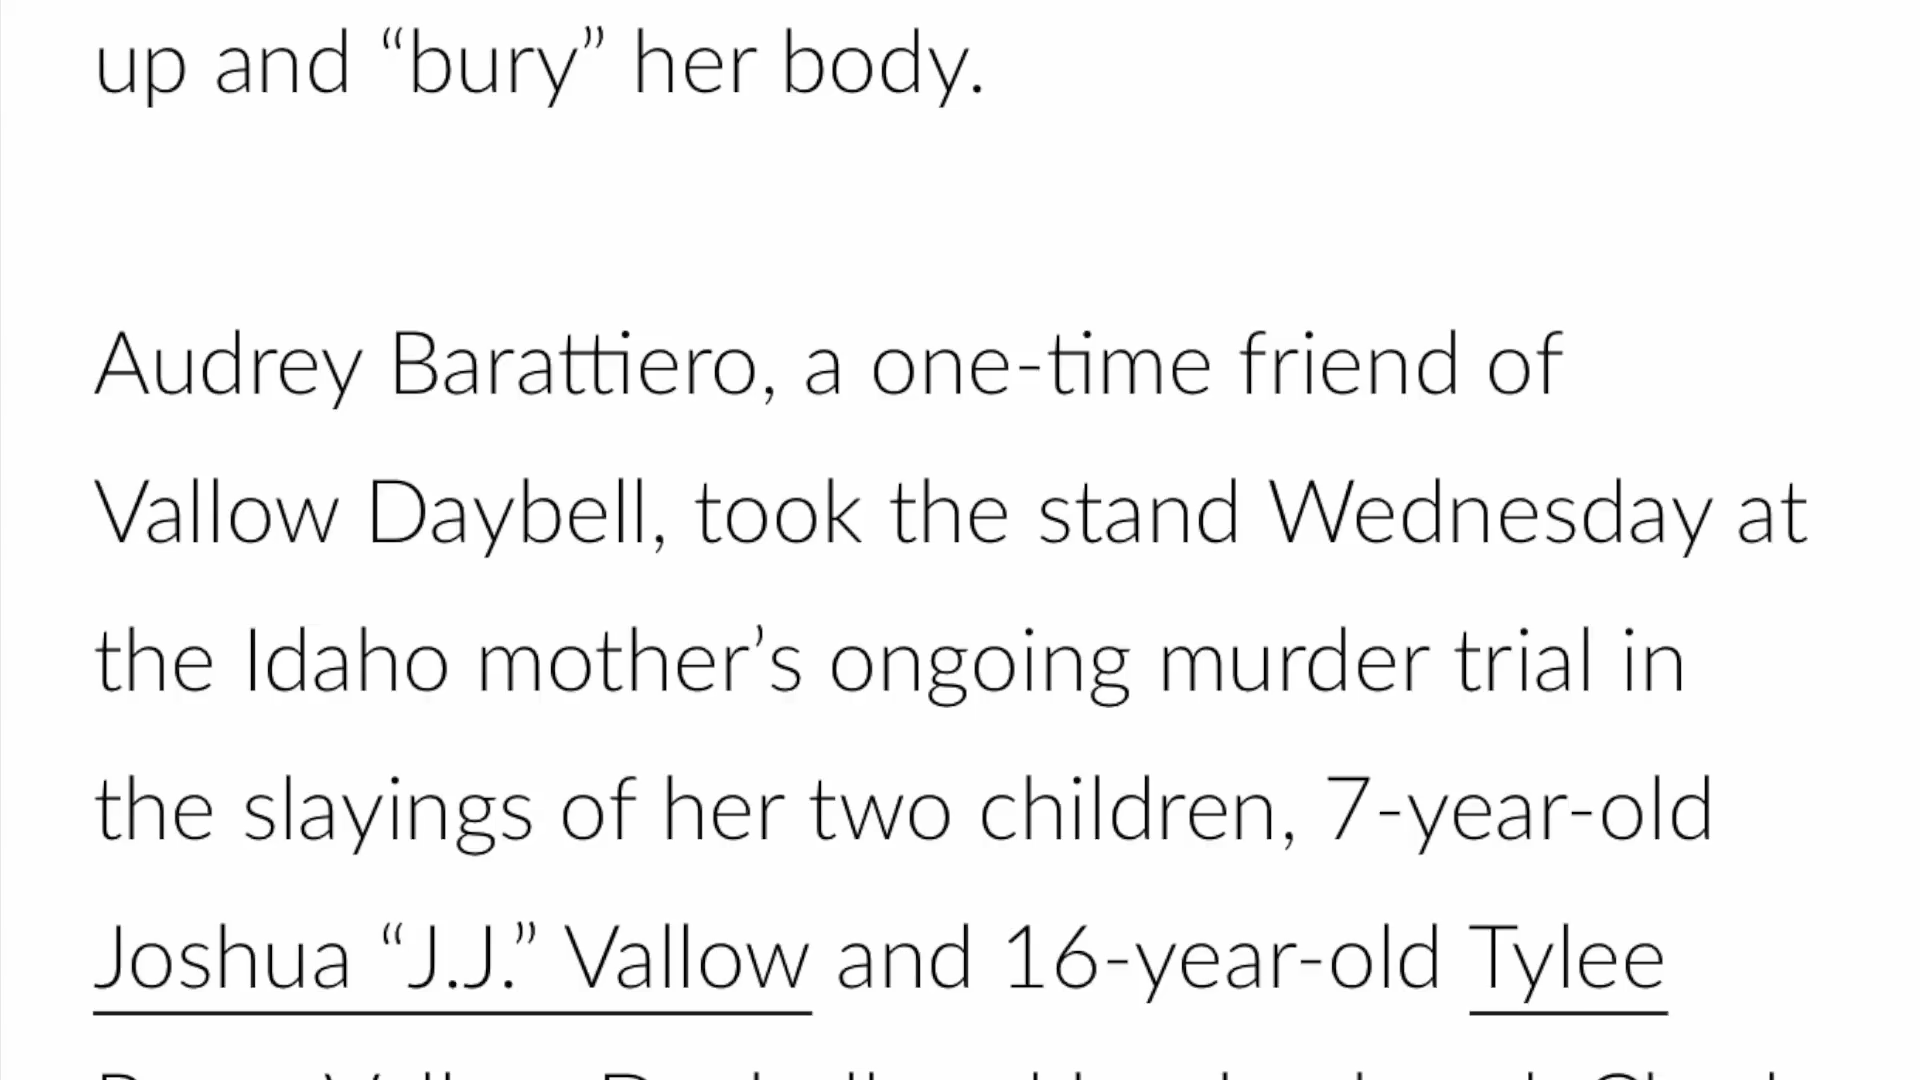 up and “bury” her body.
Audrey Barattiero, a one-time friend of
Vallow Daybell, took the stand Wednesday at
the Idaho mother’s ongoing murder trial in
the slayings of her two children, 7-year-old
Joshua “J.J.” Vallow and 16-year-old Tylee